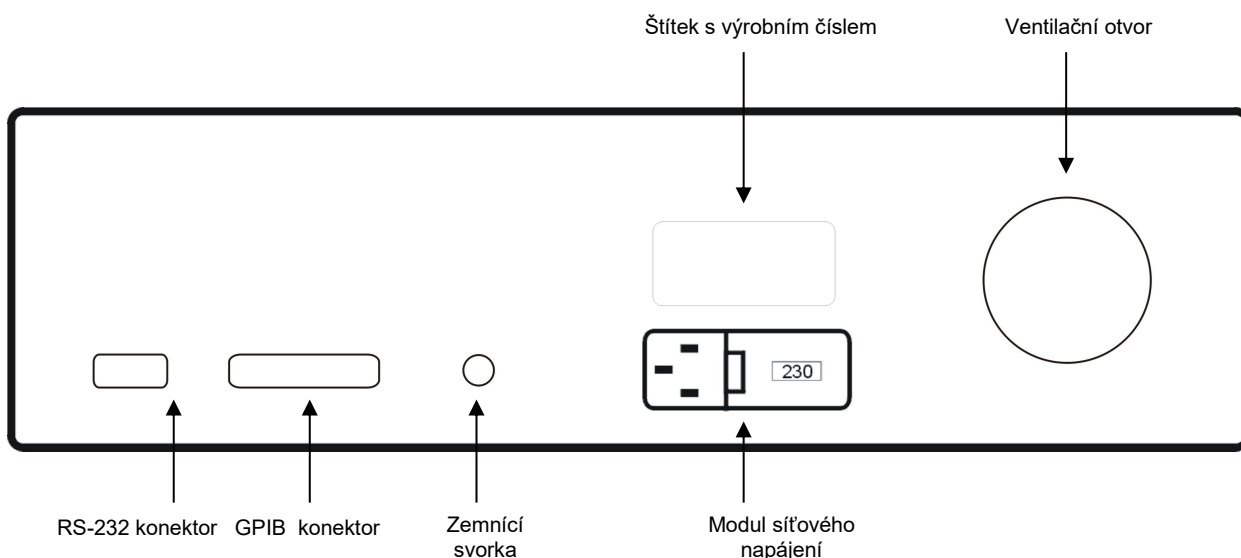 Štítek s výrobním číslem
Ventilační otvor
230
RS-232 konektor
GPIB konektor
Zemnící
svorka
Modul síťového
napájení